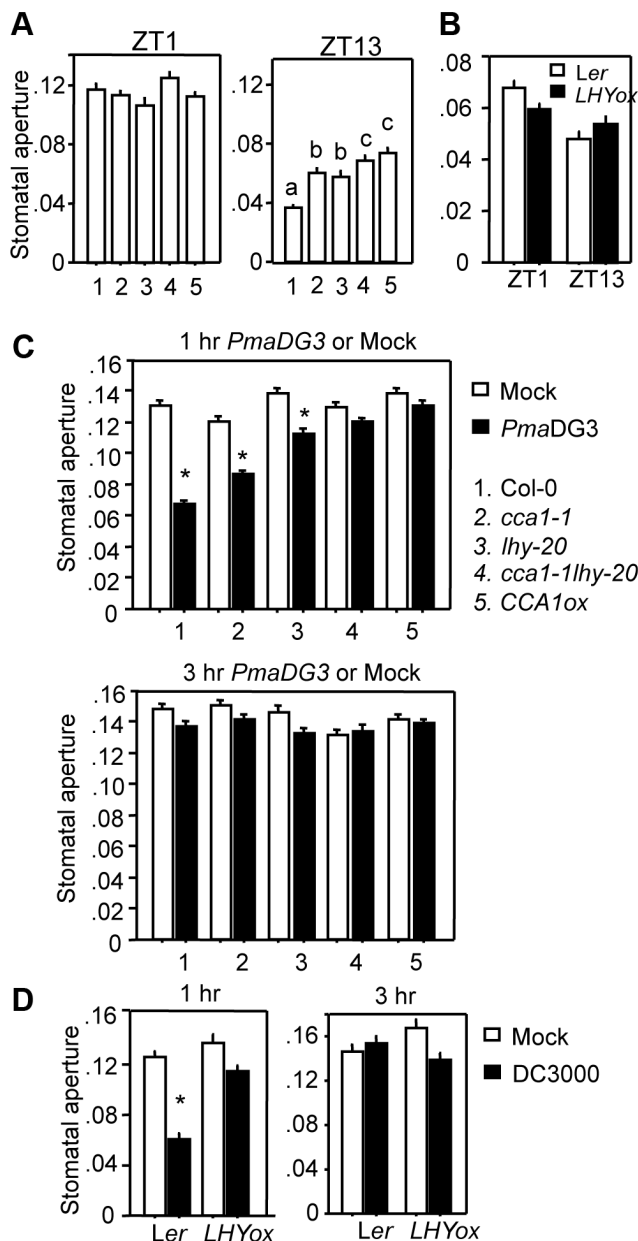 A
ZT1
ZT13
Stomatal aperture
.12
.08
.04
0
1 2 3 4 5
.12
.08
.04
0
a b b c c
1 2 3 4 5
B
.08
.06
.04
.02
0
Ler
LHYox
ZT1 ZT13
C
1 hr PmaDG3 or Mock
Stomatal aperture
.16
.14
.12
.10
.08
.06
.04
.02
0
* * *
1 2 3 4 5
Mock
PmaDG3
1. Col-0
2. cca1-1
3. lhy-20
4. cca1-1lhy-20
5. CCA1ox
3 hr PmaDG3 or Mock
Stomatal aperture
.16
.14
.12
.10
.08
.06
.04
.02
0
1 2 3 4 5
D
1 hr
Stomatal aperture
.16
.12
.08
.04
0
*
Ler LHYox
3 hr
.16
.12
.08
.04
0
Ler LHYox
Mock
DC3000